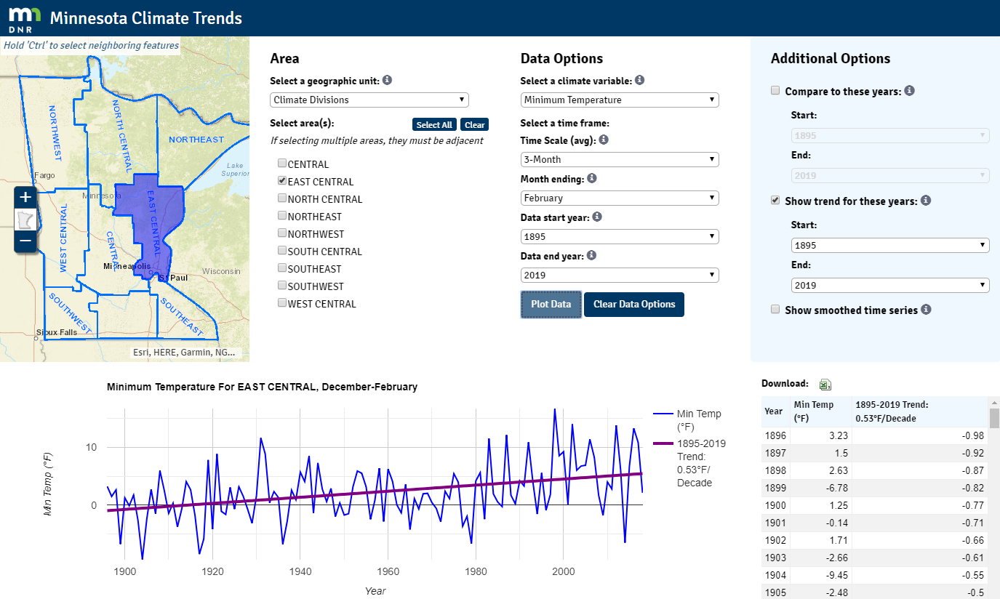 mn
DNR
Minnesota Climate Trends
Hold 'Ctrl' to select neighboring features
NORTHWEST
NORTH CENTRAL
NORTHEAST
Lake
Superior
Fargo
Minnesota
EAST CENTRAL
WEST CENTRAL
CENTRAL
Minneapolis
St Paul
Wisconsin
SOUTHWEST
SOUTHEAST
Sioux Falls
+
−
Esri, HERE, Garmin, NG...
Area
Select a geographic unit:
Climate Divisions
Select area(s):
Select All
Clear
If selecting multiple areas, they must be adjacent
CENTRAL
EAST CENTRAL
NORTH CENTRAL
NORTHEAST
NORTHWEST
SOUTH CENTRAL
SOUTHEAST
SOUTHWEST
WEST CENTRAL
Data Options
Select a climate variable:
Minimum Temperature
Select a time frame:
Time Scale (avg):
3-Month
Month ending:
February
Data start year:
1895
Data end year:
2019
Plot Data
Clear Data Options
Additional Options
Compare to these years:
Start:
1895
End:
2019
Show trend for these years:
Start:
1895
End:
2019
Show smoothed time series
Minimum Temperature For EAST CENTRAL, December-February
Min Temp (°F)
10
0
1900 1920 1940 1960 1980 2000
Year
Min Temp
(°F)
1895-2019
Trend:
0.53°F/
Decade
Download:
Year Min Temp (°F) 1895-2019 Trend: 0.53°F/Decade
1896 3.23 -0.98
1897 1.5 -0.92
1898 2.63 -0.87
1899 -6.78 -0.82
1900 1.25 -0.77
1901 -0.14 -0.71
1902 1.71 -0.66
1903 -2.66 -0.61
1904 -9.45 -0.55
1905 -2.48 -0.5